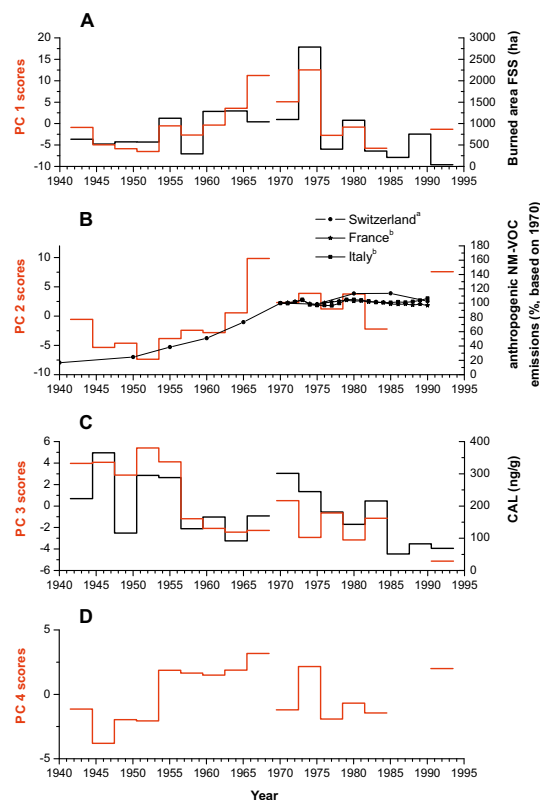 A
20
15
10
5
0
-5
-10
PC 1 scores
3000
2500
2000
1500
1000
500
0
Burned area FSS (ha)
1940 1945 1950 1955 1960 1965 1970 1975 1980 1985 1990 1995
B
10
5
0
-5
-10
PC 2 scores
Switzerlandᵃ
Franceᵇ
Italyᵇ
180
160
140
120
100
80
60
40
20
0
anthropogenic NM-VOC
emissions (%, based on 1970)
1940 1945 1950 1955 1960 1965 1970 1975 1980 1985 1990 1995
C
6
4
2
0
-2
-4
-6
PC 3 scores
400
300
200
100
0
CAL (ng/g)
1940 1945 1950 1955 1960 1965 1970 1975 1980 1985 1990 1995
D
5
0
-5
PC 4 scores
1940 1945 1950 1955 1960 1965 1970 1975 1980 1985 1990 1995
Year